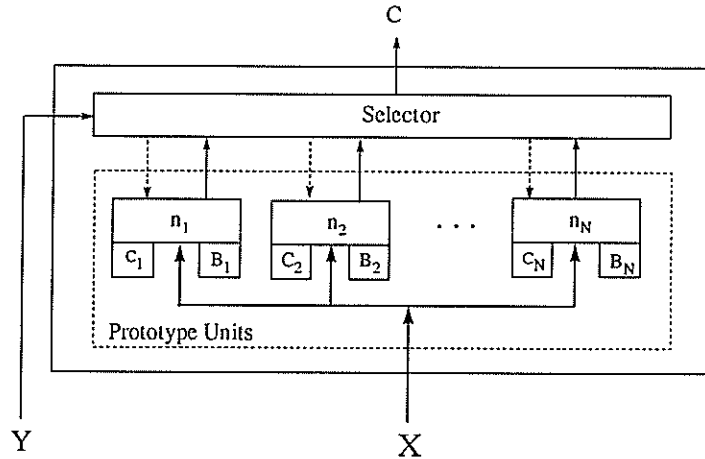 C
Selector
n1 n2 . . . nN
C1 B1 C2 B2 CN BN
Prototype Units
Y X